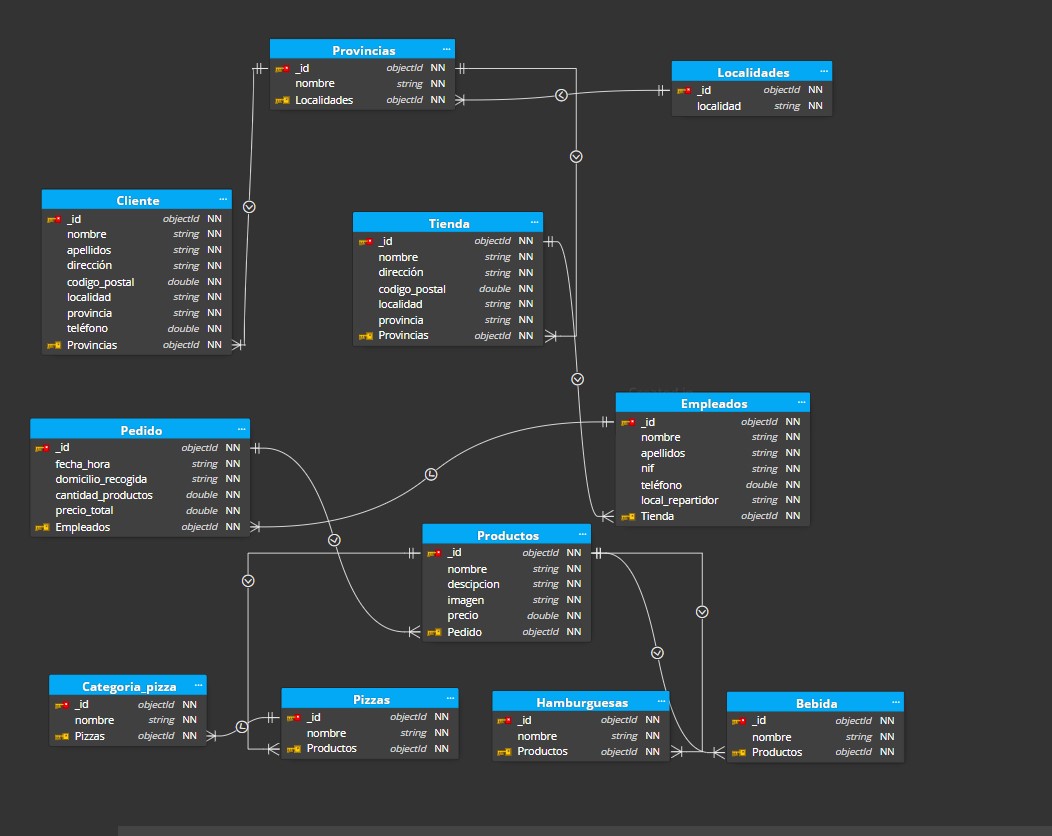 Provincias ...
_id objectId NN
nombre string NN
Localidades objectId NN
Localidades ...
_id objectId NN
localidad string NN
Cliente ...
_id objectId NN
nombre string NN
apellidos string NN
dirección string NN
codigo_postal double NN
localidad string NN
provincia string NN
teléfono double NN
Provincias objectId NN
Tienda ...
_id objectId NN
nombre string NN
dirección string NN
codigo_postal double NN
localidad string NN
provincia string NN
Provincias objectId NN
Empleados ...
_id objectId NN
nombre string NN
apellidos string NN
nif string NN
teléfono double NN
local_repartidor string NN
Tienda objectId NN
Pedido ...
_id objectId NN
fecha_hora string NN
domicilio_recogida string NN
cantidad_productos double NN
precio_total double NN
Empleados objectId NN
Productos ...
_id objectId NN
nombre string NN
descipcion string NN
imagen string NN
precio double NN
Pedido objectId NN
Categoria_pizza ...
_id objectId NN
nombre string NN
Pizzas objectId NN
Pizzas ...
_id objectId NN
nombre string NN
Productos objectId NN
Hamburguesas ...
_id objectId NN
nombre string NN
Productos objectId NN
Bebida ...
_id objectId NN
nombre string NN
Productos objectId NN